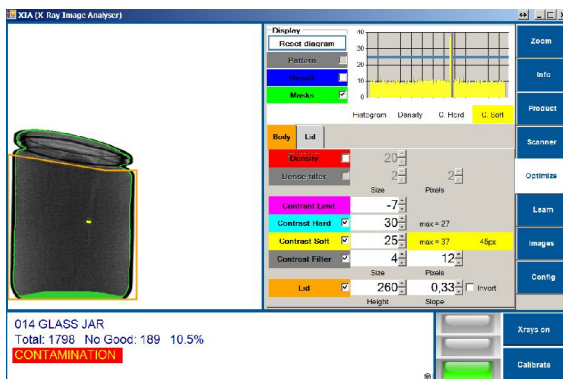 XIA (X Ray Image Analyser)
Display
Reset diagram
Pattern
Result
Masks
40
30
20
10
0
Histogram Density C. Hard C. Soft
Body Lid
Density 20
Dense filter 2 2
Size Pixels
Contrast Limit -7
Contrast Hard 30 max = 27
Contrast Soft 25 max = 37 45px
Contrast Filter 4 12
Size Pixels
Lid 260 0,33 Invert
Height Slope
Zoom
Info
Product
Scanner
Optimize
Learn
Images
Config
014 GLASS JAR
Total: 1798 No Good: 189 10.5%
CONTAMINATION
Xrays on
Calibrate